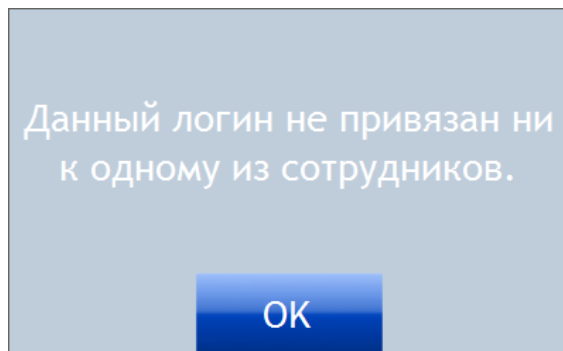 Данный логин не привязан ни
к одному из сотрудников.
OK